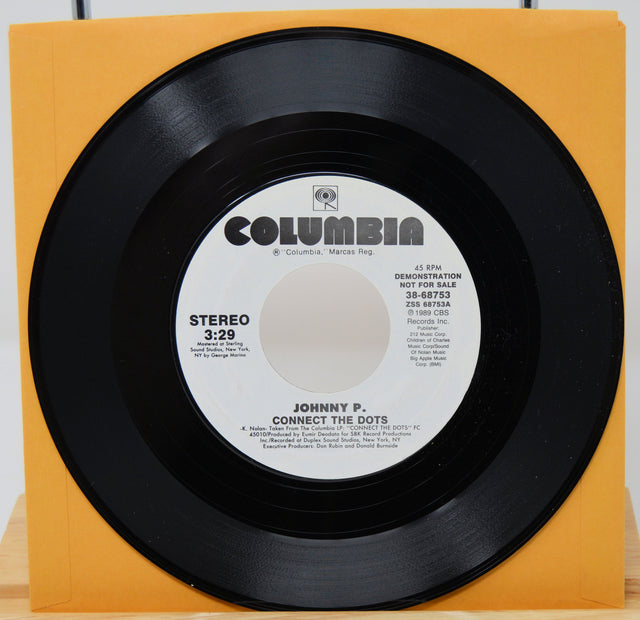 COLUMBIA
® "Columbia," Marcas Reg.
45 RPM
DEMONSTRATION
NOT FOR SALE
38-68753
ZSS 68753A
℗ 1989 CBS
Records Inc.
Publisher:
212 Music Corp.
Children of Charles
Music Corp/Sound
Of Nolan Music
Big Apple Music
Corp. (BMI)
STEREO
3:29
Mastered at Sterling
Sound Studios, New York,
NY by George Marino
JOHNNY P.
CONNECT THE DOTS
-K. Nolan- Taken From The Columbia LP: "CONNECT THE DOTS" FC
45010/Produced by Eumir Deodato for SBK Record Productions
Inc./Recorded at Duplex Sound Studios, New York, NY
Executive Producers: Don Rubin and Donald Burnside